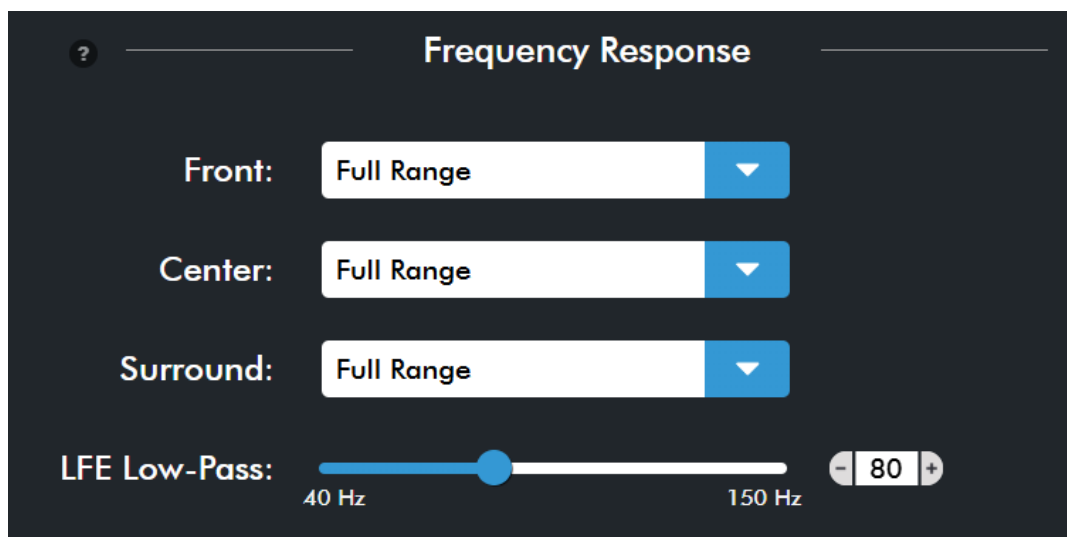 ? Frequency Response
Front: Full Range
Center: Full Range
Surround: Full Range
LFE Low-Pass: - 80 +
40 Hz 150 Hz